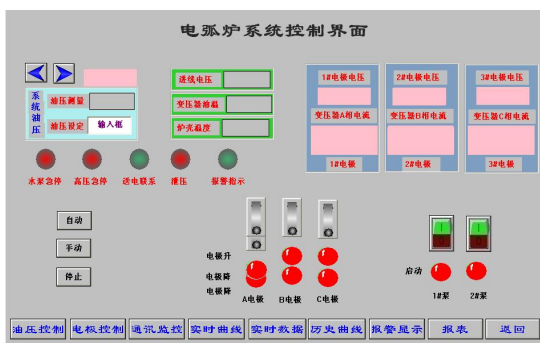 电弧炉系统控制界面
系统油压
油压测量
油压设定
输入框
进线电压
变压器油温
炉壳温度
1#电极电压
2#电极电压
3#电极电压
变压器A相电流
变压器B相电流
变压器C相电流
1#电极
2#电极
3#电极
水泵急停
高压急停
送电联系
泄压
报警指示
自动
手动
停止
电极升
电极降
电极降
A电极
B电极
C电极
启动
1#泵
2#泵
油压控制
电极控制
通讯监控
实时曲线
实时数据
历史曲线
报警显示
报表
返回